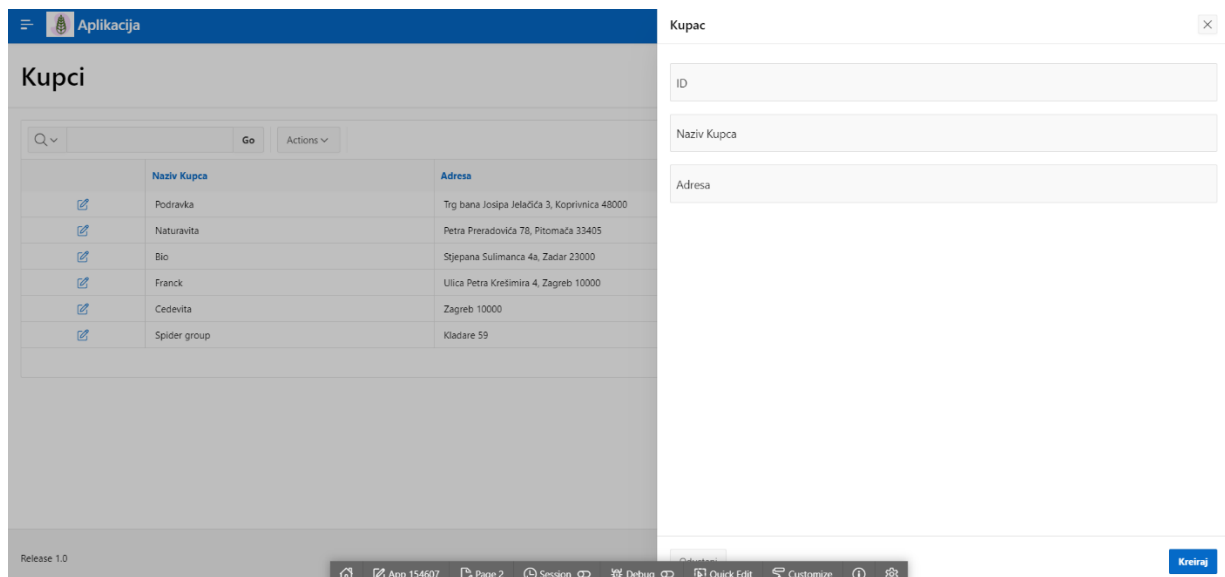 Aplikacija
Kupci
Go Actions
Naziv Kupca Adresa
Podravka Trg bana Josipa Jelačića 3, Koprivnica 48000
Naturavita Petra Preradovića 78, Pitomača 33405
Bio Stjepana Sulimanca 4a, Zadar 23000
Franck Ulica Petra Krešimira 4, Zagreb 10000
Cedevita Zagreb 10000
Spider group Kladare 59
Release 1.0
Kupac
ID
Naziv Kupca
Adresa
Odustani Kreiraj
App 154607 Page 2 Session Debug Quick Edit Customize